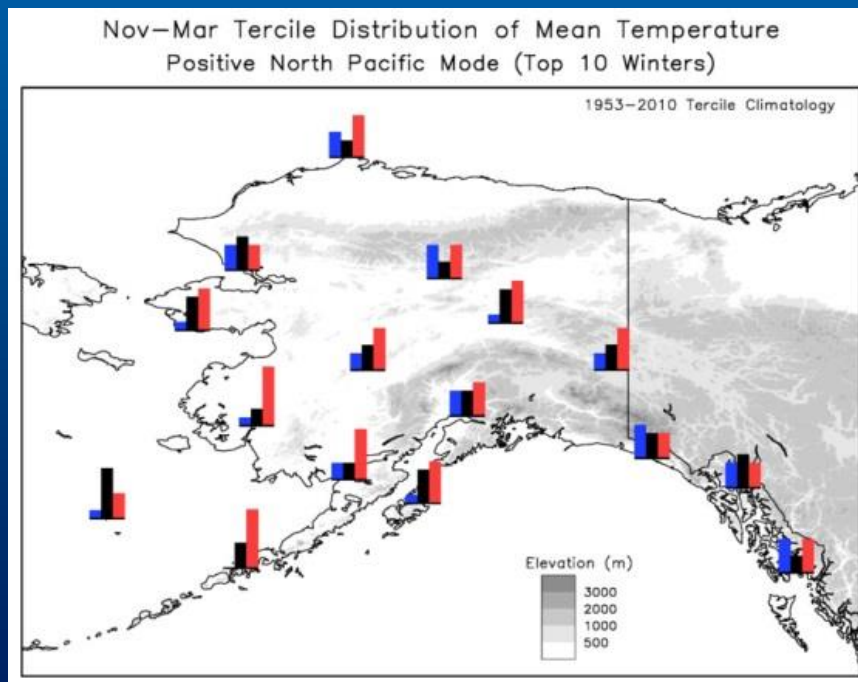 Nov-Mar Tercile Distribution of Mean Temperature
Positive North Pacific Mode (Top 10 Winters)
1953-2010 Tercile Climatology
Elevation (m)
3000
2000
1000
500